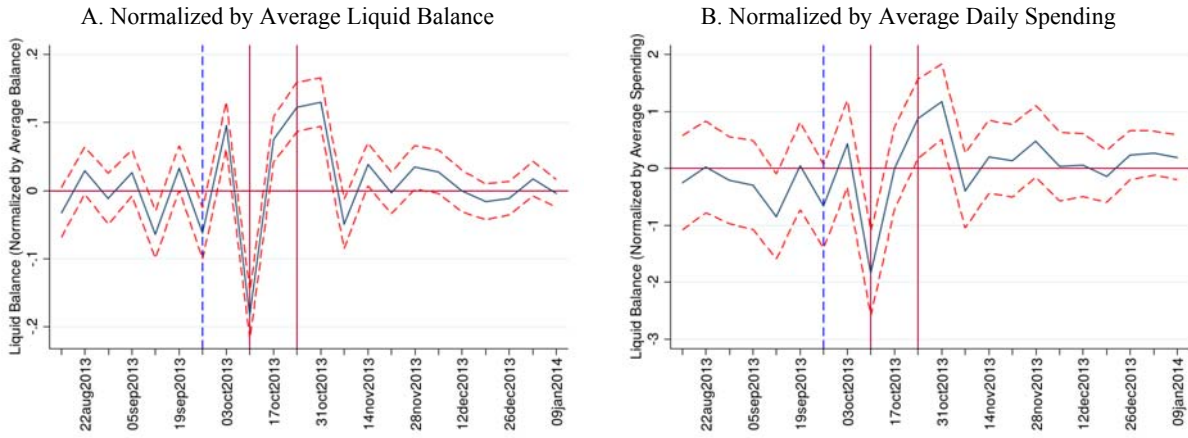 A. Normalized by Average Liquid Balance
Liquid Balance (Normalized by Average Balance)
.2
.1
0
-.1
-.2
22aug2013
05sep2013
19sep2013
03oct2013
17oct2013
31oct2013
14nov2013
28nov2013
12dec2013
26dec2013
09jan2014
B. Normalized by Average Daily Spending
Liquid Balance (Normalized by Average Spending)
2
1
0
-1
-2
-3
22aug2013
05sep2013
19sep2013
03oct2013
17oct2013
31oct2013
14nov2013
28nov2013
12dec2013
26dec2013
09jan2014